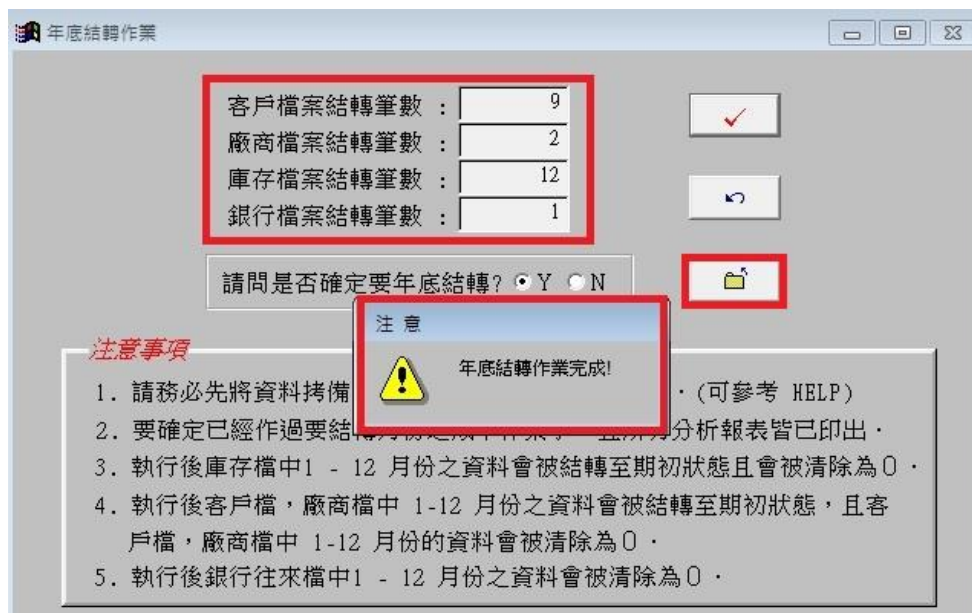 年底結轉作業
客戶檔案結轉筆數 : 9
廠商檔案結轉筆數 : 2
庫存檔案結轉筆數 : 12
銀行檔案結轉筆數 : 1
請問是否確定要年底結轉? Y N
注 意
年底結轉作業完成!
注意事項
1. 請務必先將資料拷備 .(可參考 HELP)
2. 要確定已經作過要結 分析報表皆已印出.
3. 執行後庫存檔中1 - 12 月份之資料會被結轉至期初狀態且會被清除為0.
4. 執行後客戶檔,廠商檔中 1-12 月份之資料會被結轉至期初狀態,且客
戶檔,廠商檔中 1-12 月份的資料會被清除為0.
5. 執行後銀行往來檔中1 - 12 月份之資料會被清除為0.